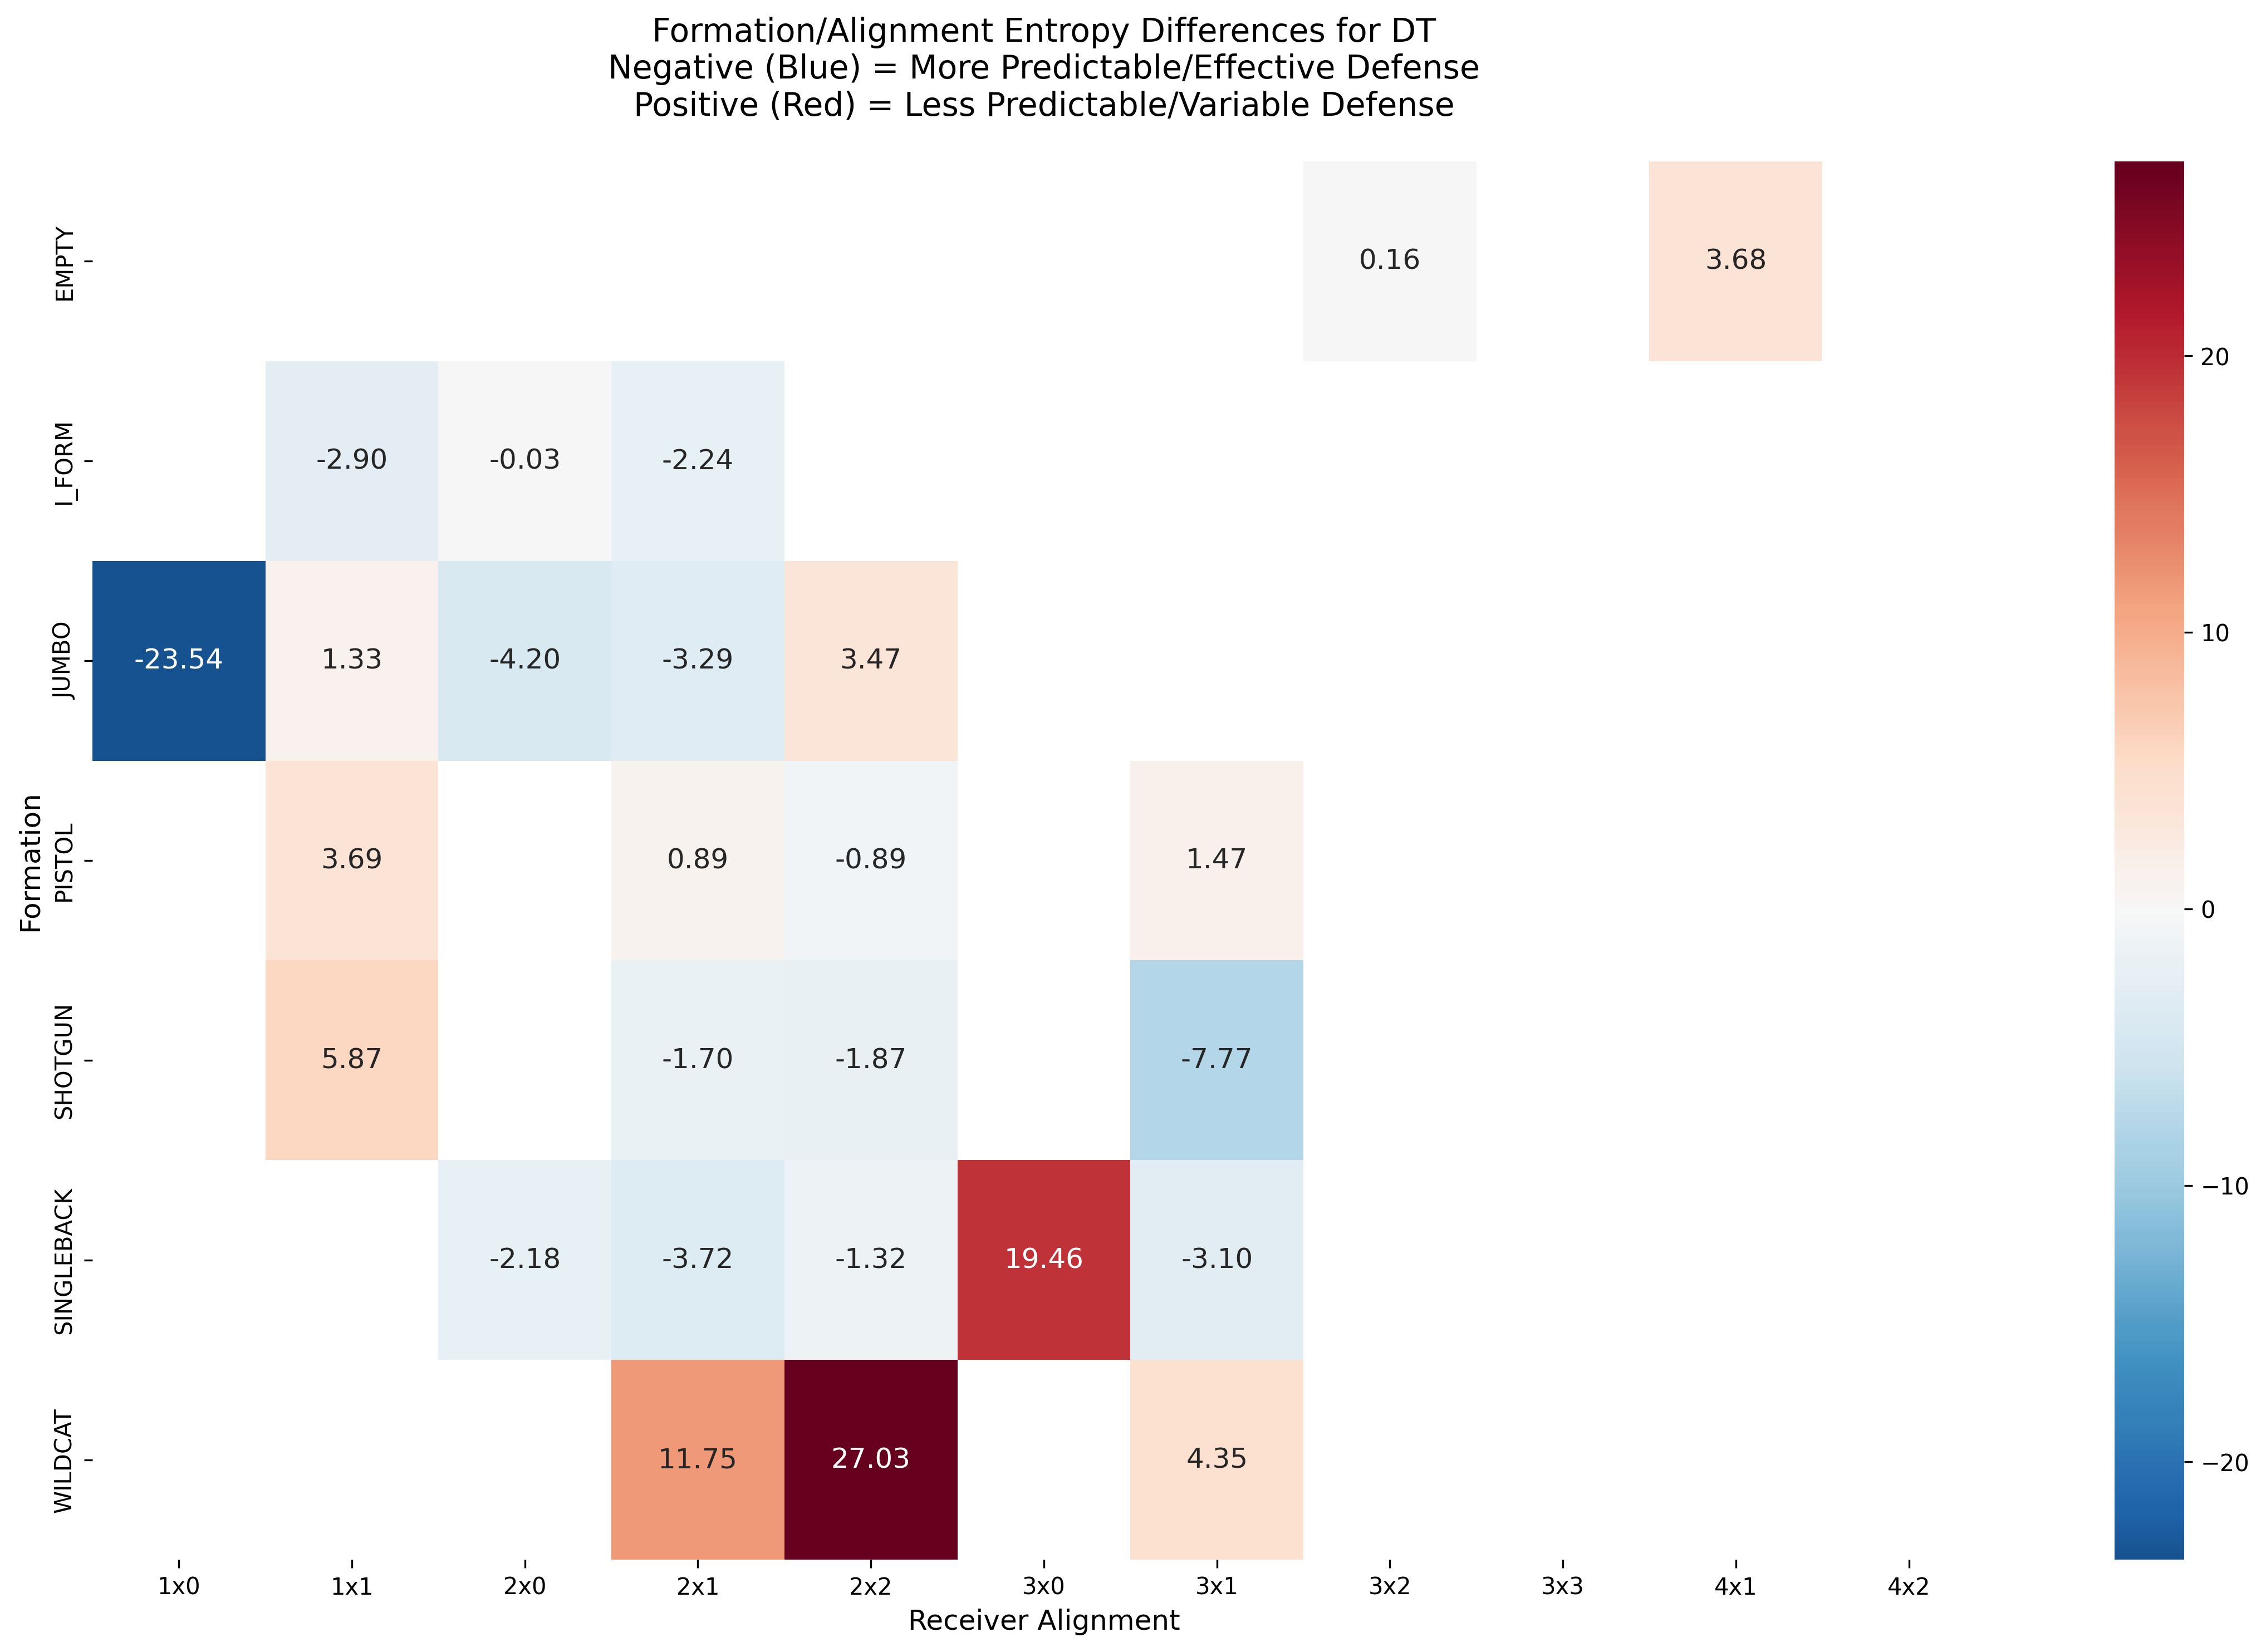 Formation/Alignment Entropy Differences for DT
Negative (Blue) = More Predictable/Effective Defense
Positive (Red) = Less Predictable/Variable Defense
Formation
EMPTY
0.16 3.68
I_FORM
-2.90 -0.03 -2.24
JUMBO
-23.54 1.33 -4.20 -3.29 3.47
PISTOL
3.69 0.89 -0.89 1.47
SHOTGUN
5.87 -1.70 -1.87 -7.77
SINGLEBACK
-2.18 -3.72 -1.32 19.46 -3.10
WILDCAT
11.75 27.03 4.35
1x0 1x1 2x0 2x1 2x2 3x0 3x1 3x2 3x3 4x1 4x2
Receiver Alignment
20
10
0
−10
−20